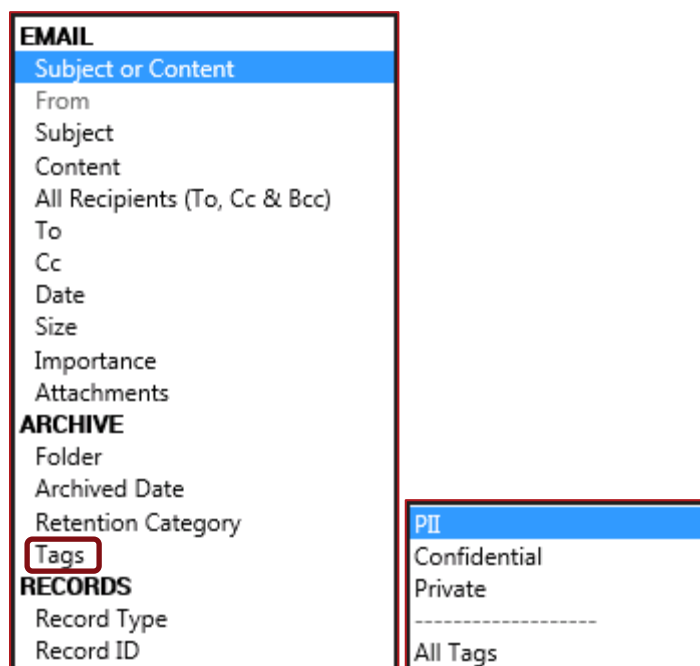 EMAIL
Subject or Content
From
Subject
Content
All Recipients (To, Cc & Bcc)
To
Cc
Date
Size
Importance
Attachments
ARCHIVE
Folder
Archived Date
Retention Category
Tags
RECORDS
Record Type
Record ID
PII
Confidential
Private
-------------------
All Tags